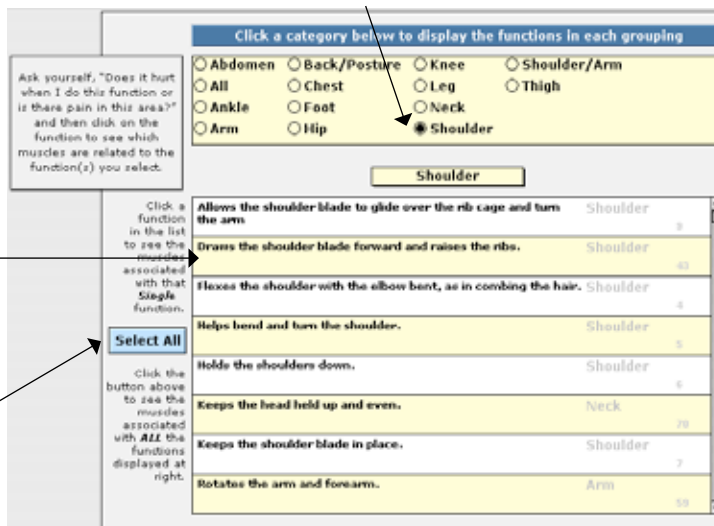 Click a category below to display the functions in each grouping
Abdomen Back/Posture Knee Shoulder/Arm
All Chest Leg Thigh
Ankle Foot Neck
Arm Hip Shoulder
Ask yourself, "Does it hurt
when I do this function or
is there pain in this area?"
and then click on the
function to see which
muscles are related to the
function(s) you select.
Shoulder
Click a
function
in the list
to see the
muscles
associated
with that
Single
function.
Select All
Click the
button above
to see the
muscles
associated
with ALL the
functions
displayed at
right.
Allows the shoulder blade to glide over the rib cage and turn
the arm
Shoulder
9
Draws the shoulder blade forward and raises the ribs.
Shoulder
43
Flexes the shoulder with the elbow bent, as in combing the hair.
Shoulder
4
Helps bend and turn the shoulder.
Shoulder
5
Holds the shoulders down.
Shoulder
6
Keeps the head held up and even.
Neck
70
Keeps the shoulder blade in place.
Shoulder
7
Rotates the arm and forearm.
Arm
59